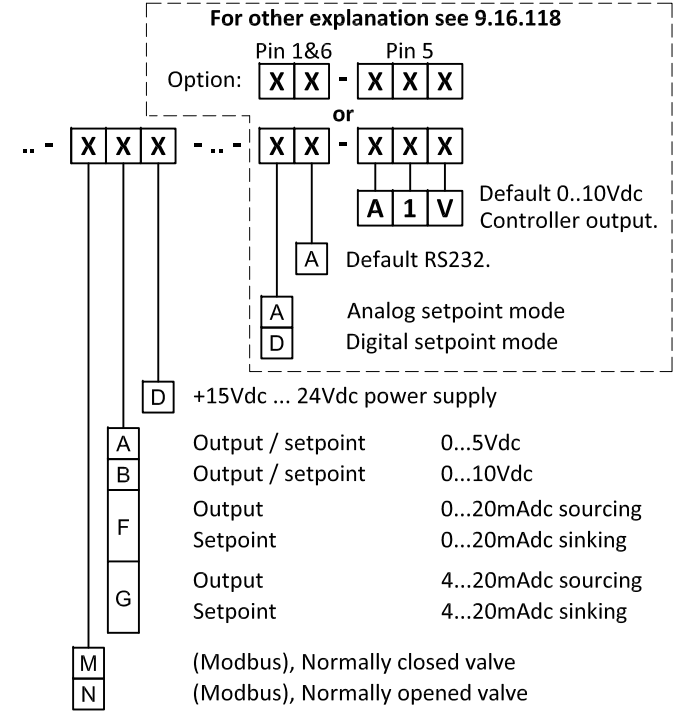 For other explanation see 9.16.118
Pin 1&6 Pin 5
Option: X X - X X X
or
.. - X X X - .. - X X - X X X
A 1 V Default 0..10Vdc
Controller output.
A Default RS232.
A Analog setpoint mode
D Digital setpoint mode
D +15Vdc ... 24Vdc power supply
A Output / setpoint 0...5Vdc
B Output / setpoint 0...10Vdc
F Output 0...20mAdc sourcing
Setpoint 0...20mAdc sinking
G Output 4...20mAdc sourcing
Setpoint 4...20mAdc sinking
M (Modbus), Normally closed valve
N (Modbus), Normally opened valve